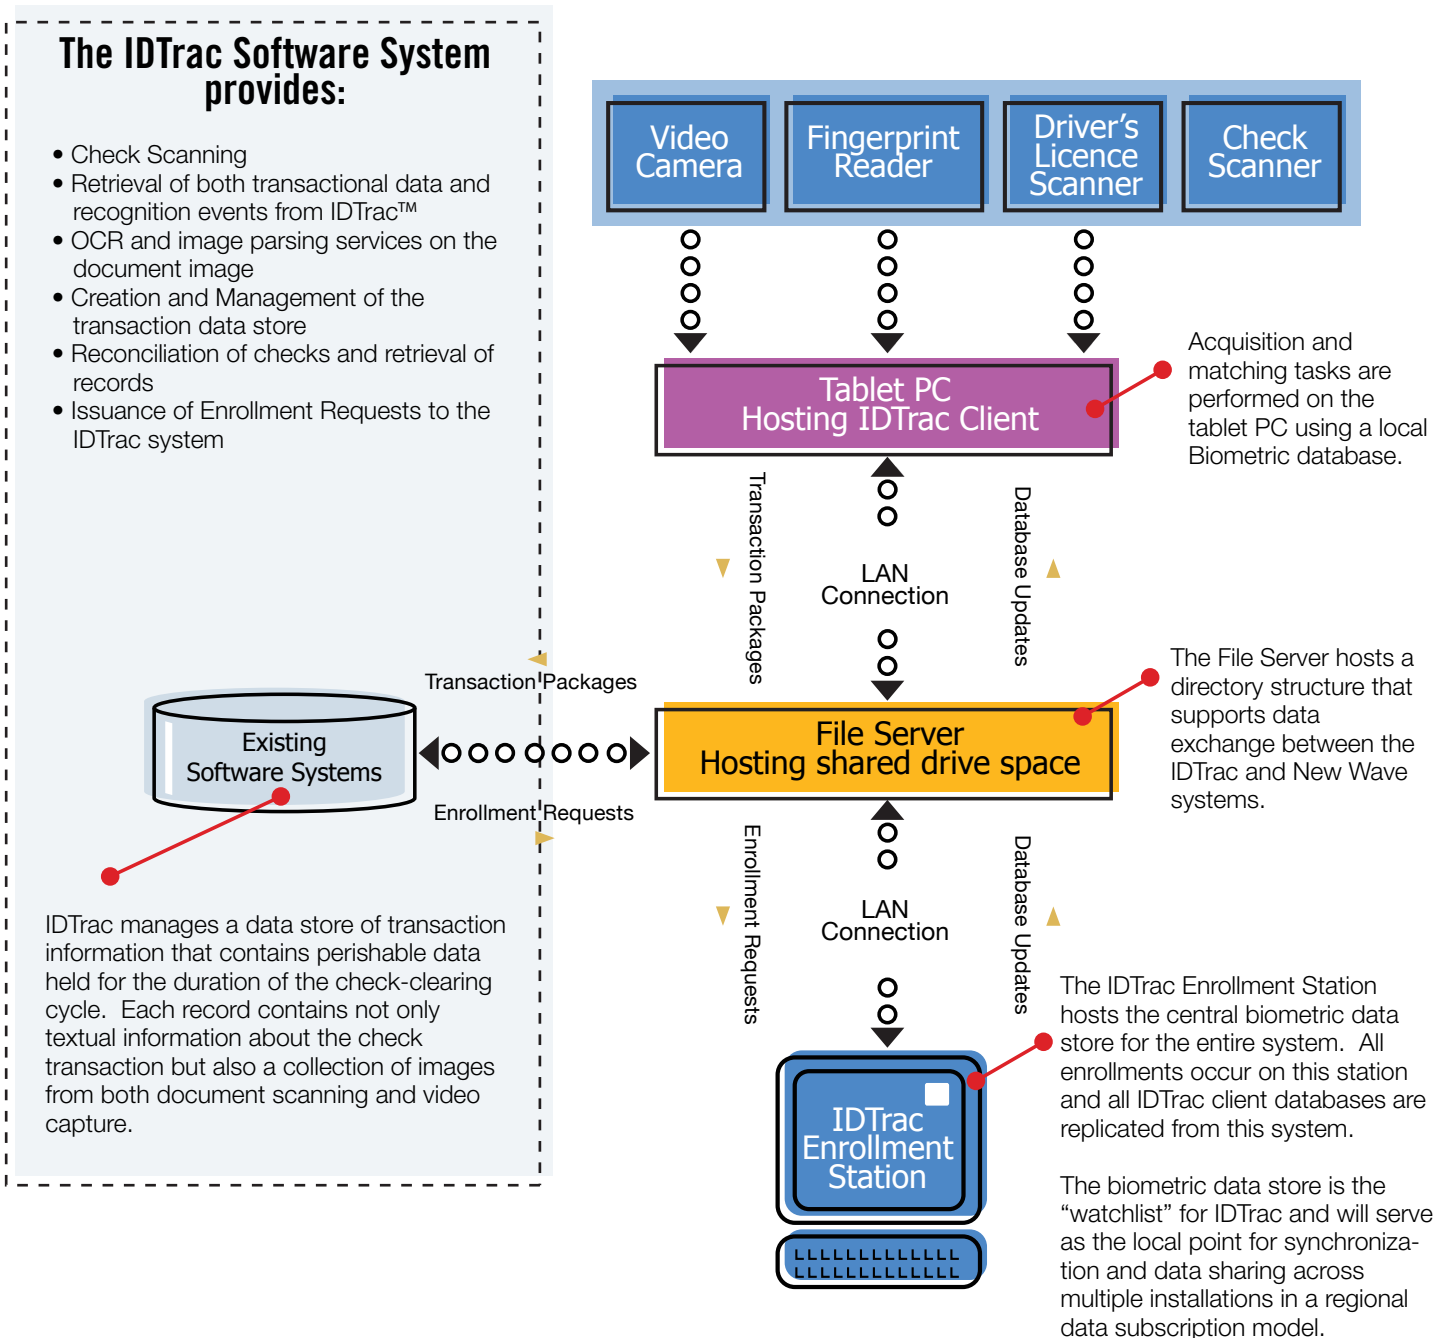 The IDTrac Software System
provides:
• Check Scanning
• Retrieval of both transactional data and
recognition events from IDTrac™
• OCR and image parsing services on the
document image
• Creation and Management of the
transaction data store
• Reconciliation of checks and retrieval of
records
• Issuance of Enrollment Requests to the
IDTrac system
Video
Camera
Fingerprint
Reader
Driver's
Licence
Scanner
Check
Scanner
Tablet PC
Hosting IDTrac Client
Acquisition and
matching tasks are
performed on the
tablet PC using a local
Biometric database.
Transaction Packages
LAN
Connection
Database Updates
Transaction Packages
Existing
Software Systems
Enrollment Requests
File Server
Hosting shared drive space
The File Server hosts a
directory structure that
supports data
exchange between the
IDTrac and New Wave
systems.
Enrollment Requests
LAN
Connection
Database Updates
IDTrac manages a data store of transaction
information that contains perishable data
held for the duration of the check-clearing
cycle.  Each record contains not only
textual information about the check
transaction but also a collection of images
from both document scanning and video
capture.
IDTrac
Enrollment
Station
The IDTrac Enrollment Station
hosts the central biometric data
store for the entire system.  All
enrollments occur on this station
and all IDTrac client databases are
replicated from this system.
The biometric data store is the
“watchlist” for IDTrac and will serve
as the local point for synchroniza-
tion and data sharing across
multiple installations in a regional
data subscription model.